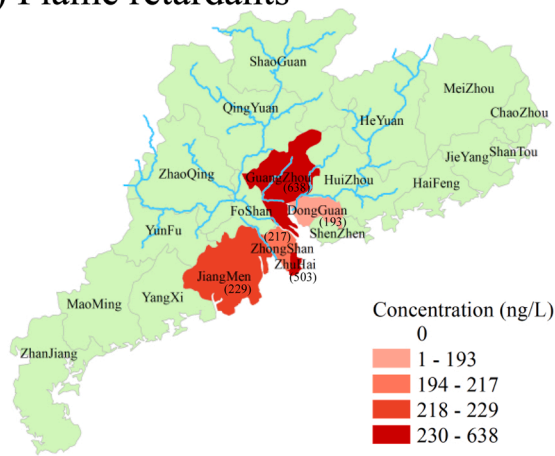 ) Flame retardants
ShaoGuan
MeiZhou
QingYuan
ChaoZhou
HeYuan
JieYang
ShanTou
ZhaoQing
GuangZhou
(638)
HuiZhou
HaiFeng
FoShan
DongGuan
(193)
YunFu
(217)
ShenZhen
ZhongShan
ZhuHai
(503)
JiangMen
(229)
YangXi
MaoMing
ZhanJiang
Concentration (ng/L)
0
1 - 193
194 - 217
218 - 229
230 - 638